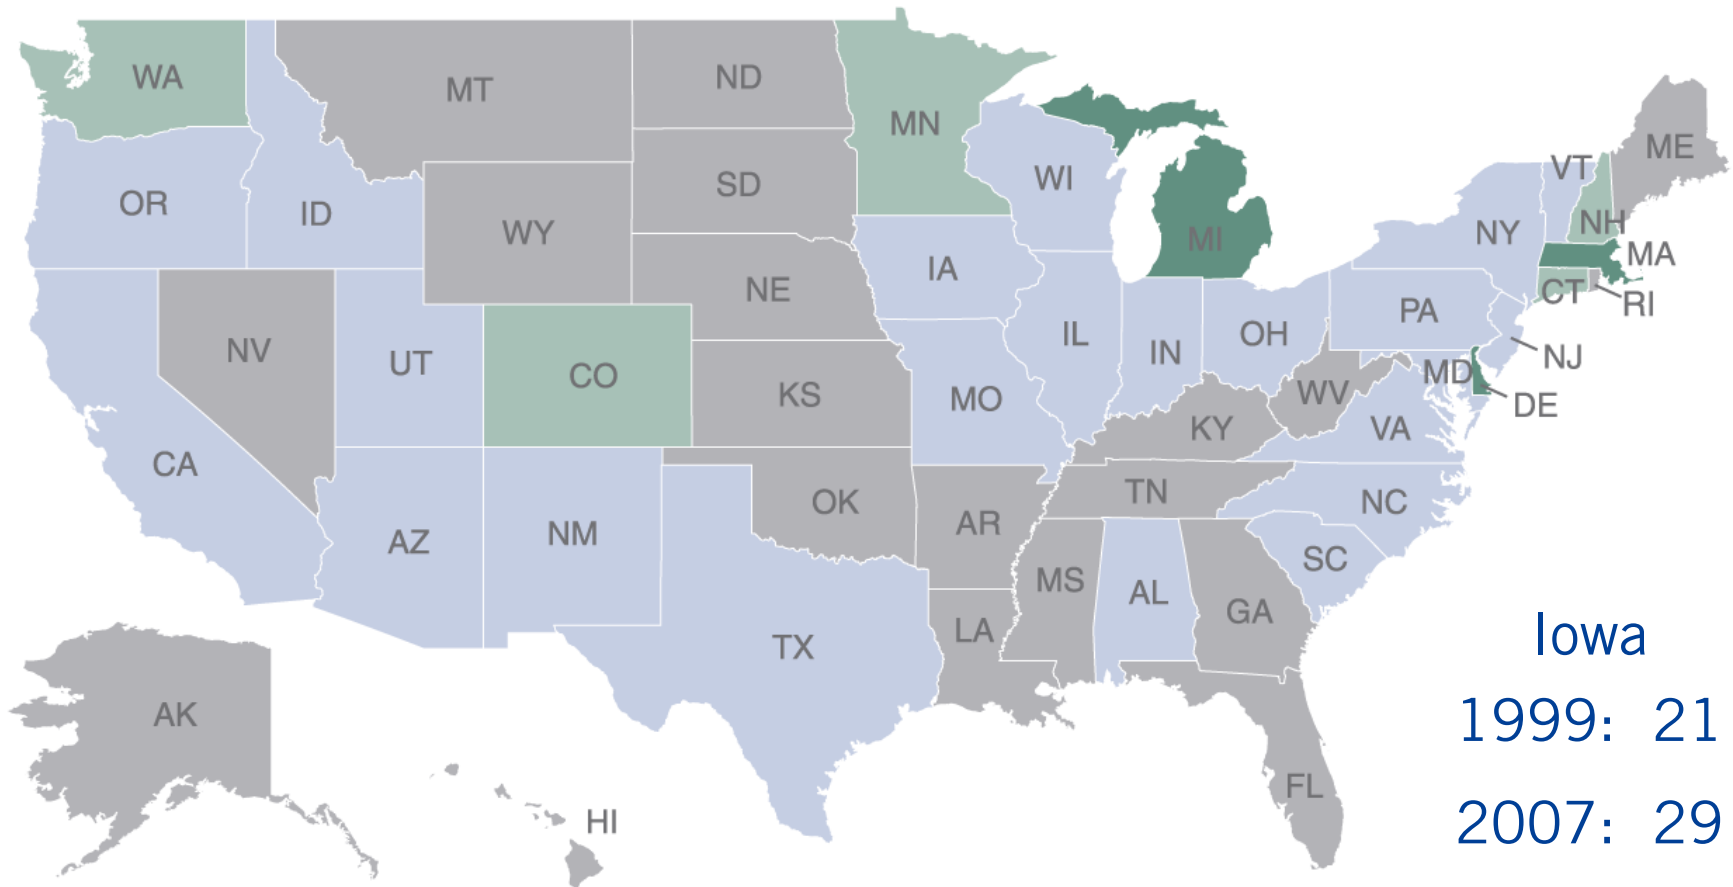 WA
MT
ND
MN
ME
VT
WI
SD
OR
ID
NH
WY
NY
MI
MA
IA
NE
CT
RI
PA
IL
OH
NV
IN
NJ
UT
CO
MD
WV
KS
MO
DE
KY
VA
CA
TN
OK
NC
AR
NM
AZ
SC
MS
AL
GA
LA
Iowa
TX
AK
1999: 21
FL
HI
2007: 29